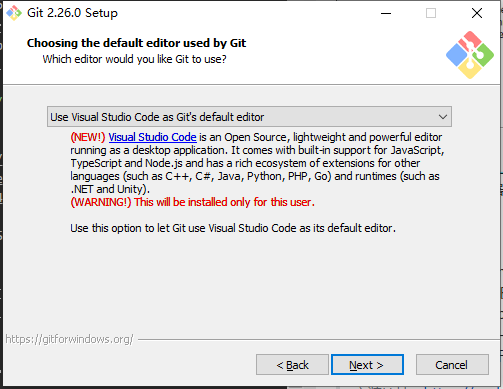 Git 2.26.0 Setup
Choosing the default editor used by Git
Which editor would you like Git to use?
Use Visual Studio Code as Git's default editor
(NEW!) Visual Studio Code is an Open Source, lightweight and powerful editor
running as a desktop application. It comes with built-in support for JavaScript,
TypeScript and Node.js and has a rich ecosystem of extensions for other
languages (such as C++, C#, Java, Python, PHP, Go) and runtimes (such as
.NET and Unity).
(WARNING!) This will be installed only for this user.
Use this option to let Git use Visual Studio Code as its default editor.
https://gitforwindows.org/
< Back
Next >
Cancel